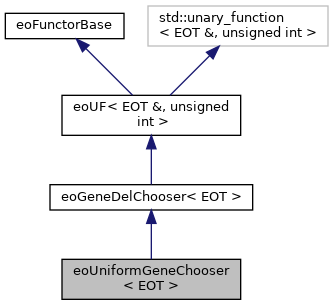 eoFunctorBase
std::unary_function
< EOT &, unsigned int >
eoUF< EOT &, unsigned
int >
eoGeneDelChooser< EOT >
eoUniformGeneChooser
< EOT >